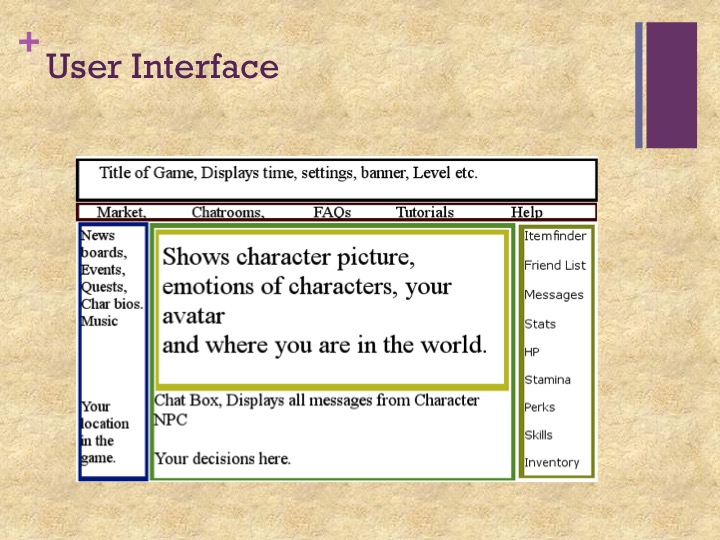 +
User Interface
Title of Game, Displays time, settings, banner, Level etc.
Market, Chatrooms, FAQs Tutorials Help
News
boards,
Events,
Quests,
Char bios.
Music
Your
location
in the
game.
Shows character picture,
emotions of characters, your
avatar
and where you are in the world.
Chat Box, Displays all messages from Character
NPC
Your decisions here.
Itemfinder
Friend List
Messages
Stats
HP
Stamina
Perks
Skills
Inventory